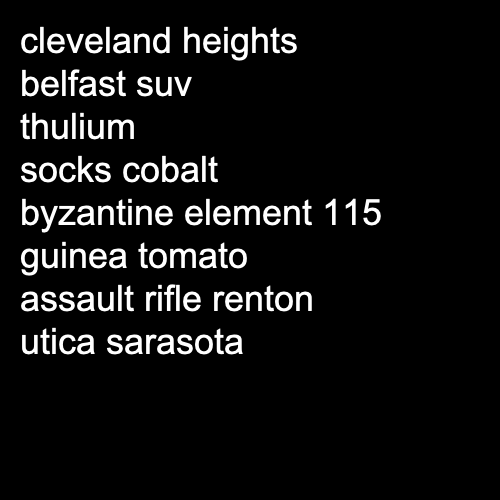 cleveland heights
belfast suv
thulium
socks cobalt
byzantine element 115
guinea tomato
assault rifle renton
utica sarasota